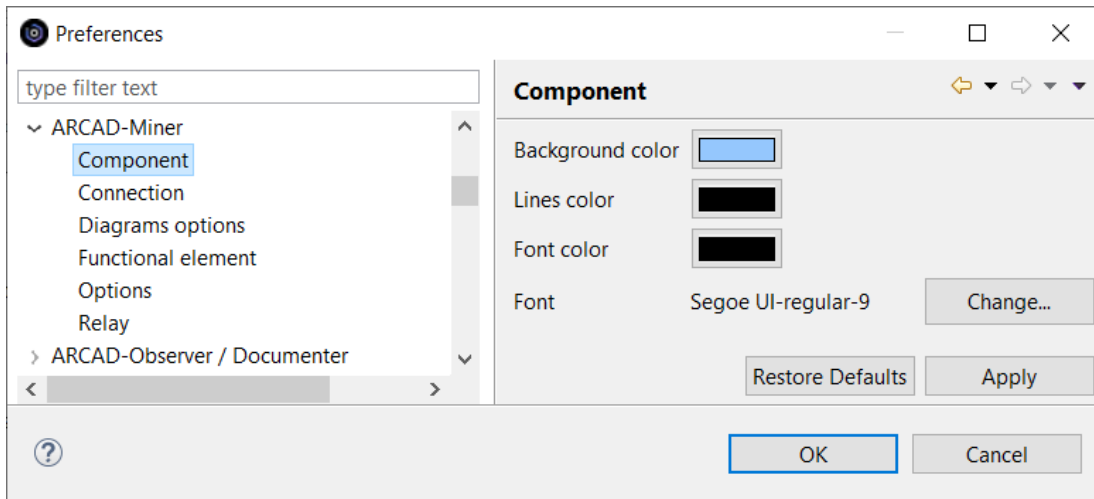 Preferences
type filter text
ARCAD-Miner
Component
Connection
Diagrams options
Functional element
Options
Relay
ARCAD-Observer / Documenter
Component
Background color
Lines color
Font color
Font Segoe UI-regular-9 Change...
Restore Defaults Apply
? OK Cancel